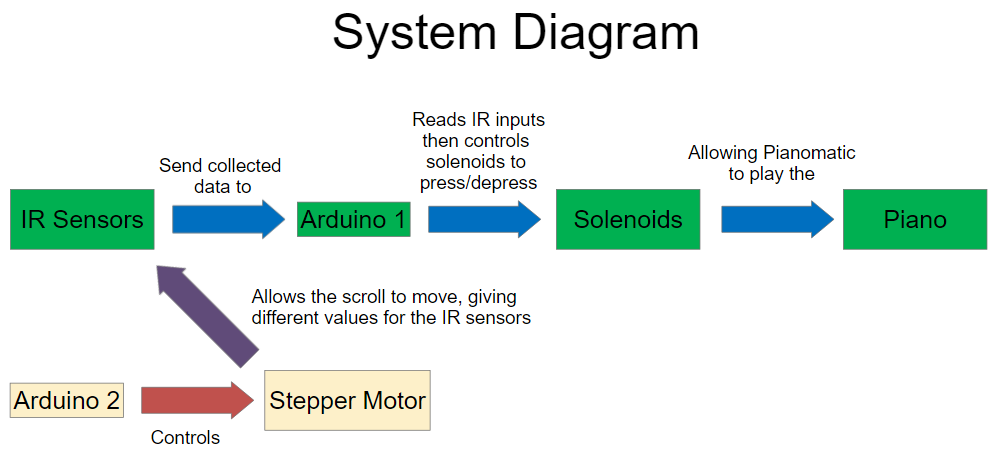 System Diagram
Reads IR inputs
then controls
solenoids to
press/depress
Send collected
data to
Allowing Pianomatic
to play the
IR Sensors
Arduino 1
Solenoids
Piano
Allows the scroll to move, giving
different values for the IR sensors
Arduino 2
Stepper Motor
Controls